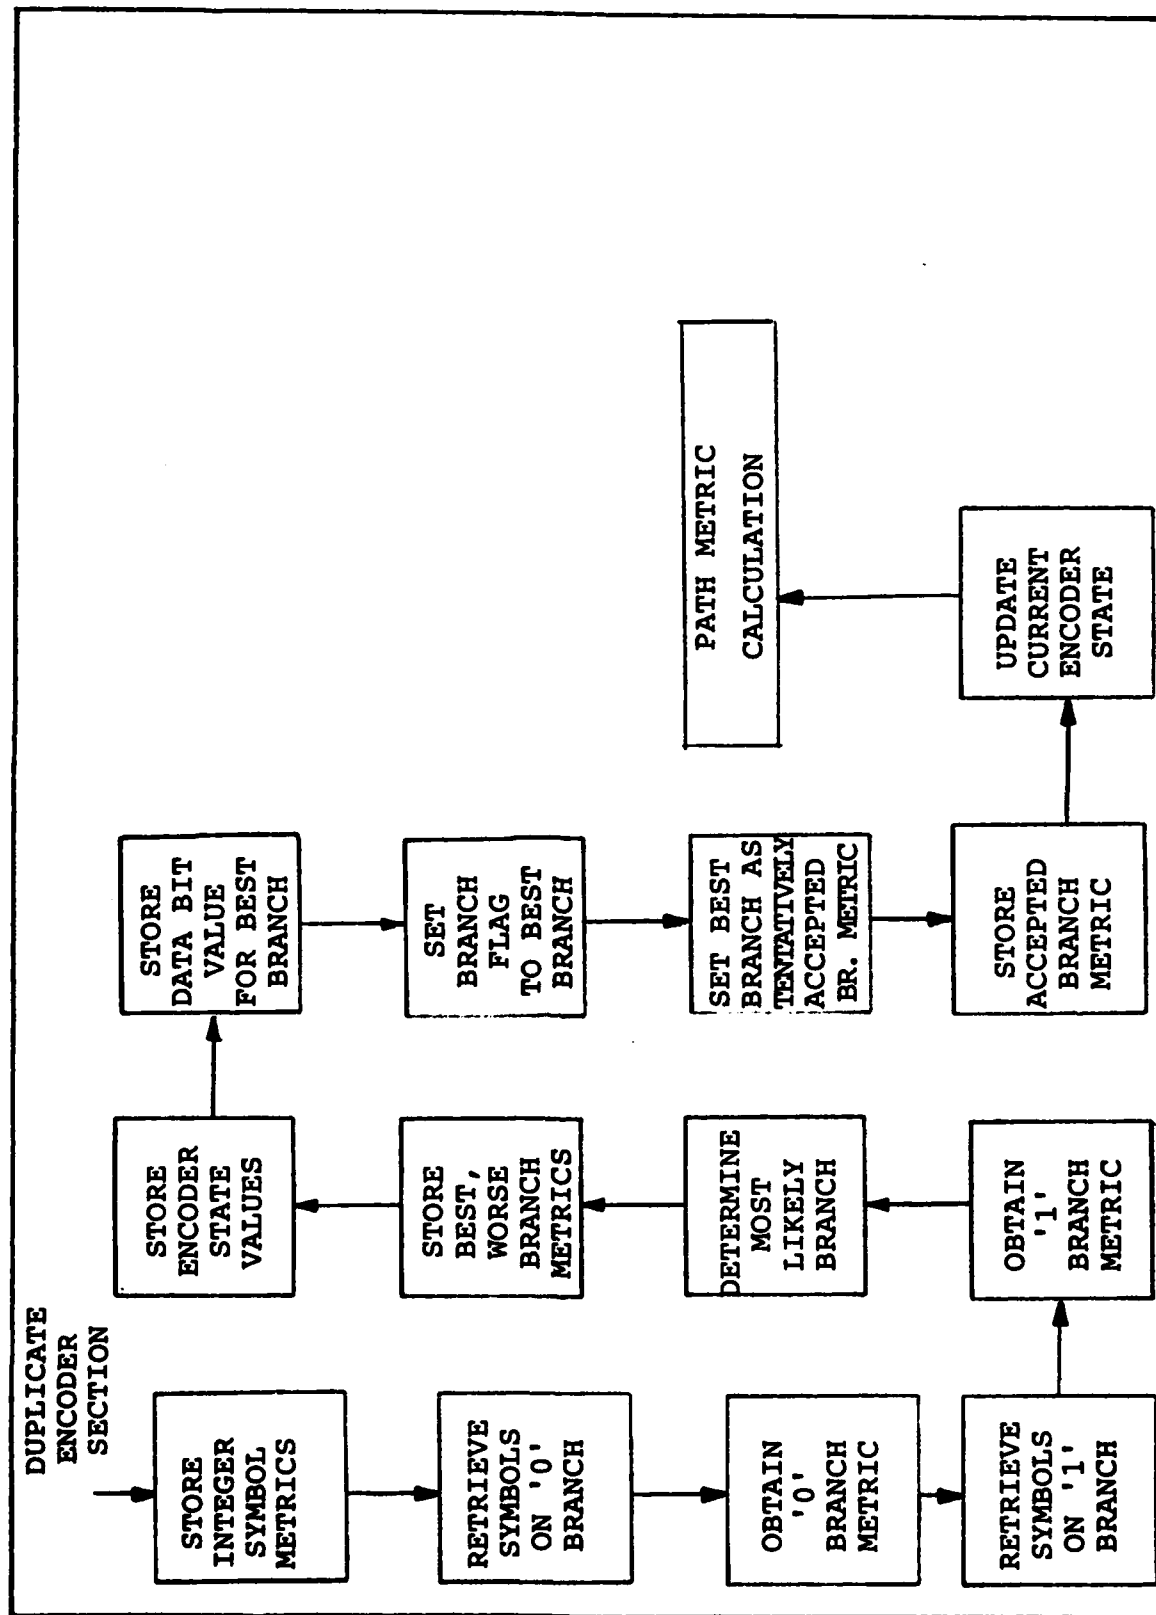 DUPLICATE
ENCODER
SECTION
STORE
INTEGER
SYMBOL
METRICS
RETRIEVE
SYMBOLS
ON '0'
BRANCH
OBTAIN
'0'
BRANCH
METRIC
RETRIEVE
SYMBOLS
ON '1'
BRANCH
OBTAIN
'1'
BRANCH
METRIC
DETERMINE
MOST
LIKELY
BRANCH
STORE
BEST,
WORSE
BRANCH
METRICS
STORE
ENCODER
STATE
VALUES
STORE
DATA BIT
VALUE
FOR BEST
BRANCH
SET
BRANCH
FLAG
TO BEST
BRANCH
SET BEST
BRANCH AS
TENTATIVELY
ACCEPTED
BR. METRIC
STORE
ACCEPTED
BRANCH
METRIC
UPDATE
CURRENT
ENCODER
STATE
PATH METRIC
CALCULATION